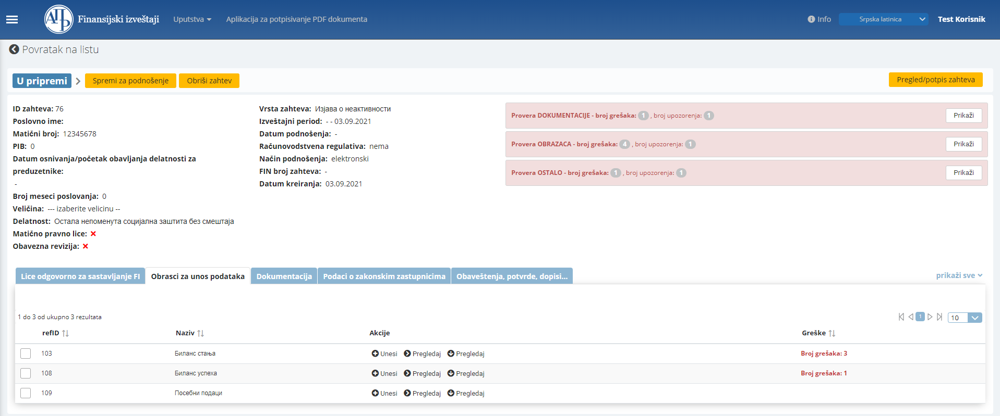 АПР Finansijski izveštaji Uputstva Aplikacija za potpisivanje PDF dokumenta Info Srpska latinica Test Korisnik
Povratak na listu
U pripremi Spremi za podnošenje Obriši zahtev Pregled/potpis zahteva
ID zahteva: 76
Poslovno ime:
Matični broj: 12345678
PIB: 0
Datum osnivanja/početak obavljanja delatnosti za
preduzetnike:
-
Broj meseci poslovanja: 0
Veličina: --- izaberite velicinu --
Delatnost: Остала непоменута социјална заштита без смештаја
Matično pravno lice:
Obavezna revizija:
Vrsta zahteva: Изјава о неактивности
Izveštajni period: - - 03.09.2021
Datum podnošenja: -
Računovodstvena regulativa: nema
Način podnošenja: elektronski
FIN broj zahteva: -
Datum kreiranja: 03.09.2021
Provera DOKUMENTACIJE - broj grešaka: 1 , broj upozorenja: 1 Prikaži
Provera OBRAZACA - broj grešaka: 4 , broj upozorenja: 1 Prikaži
Provera OSTALO - broj grešaka: 1 , broj upozorenja: 1 Prikaži
Lice odgovorno za sastavljanje FI Obrasci za unos podataka Dokumentacija Podaci o zakonskim zastupnicima Obaveštenja, potvrde, dopisi... prikaži sve
1 do 3 od ukupno 3 rezultata 1 10
refID Naziv Akcije Greške
103 Биланс стања Unesi Pregledaj Pregledaj Broj grešaka: 3
108 Биланс успеха Unesi Pregledaj Pregledaj Broj grešaka: 1
109 Посебни подаци Unesi Pregledaj Pregledaj